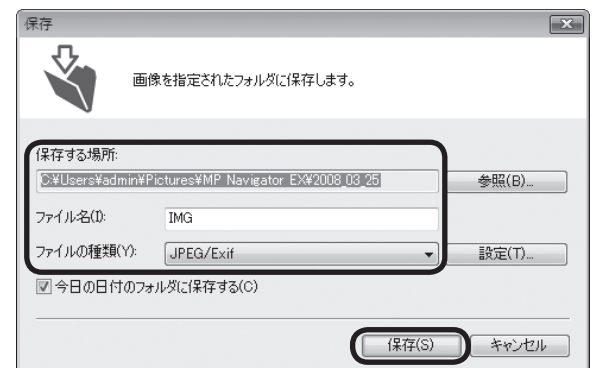 保存
画像を指定されたフォルダに保存します。
保存する場所:
C:¥Users¥admin¥Pictures¥MP Navigator EX¥2008_03_25
参照(B)...
ファイル名(I):
IMG
ファイルの種類(Y):
JPEG/Exif
設定(T)...
今日の日付のフォルダに保存する(C)
保存(S)
キャンセル